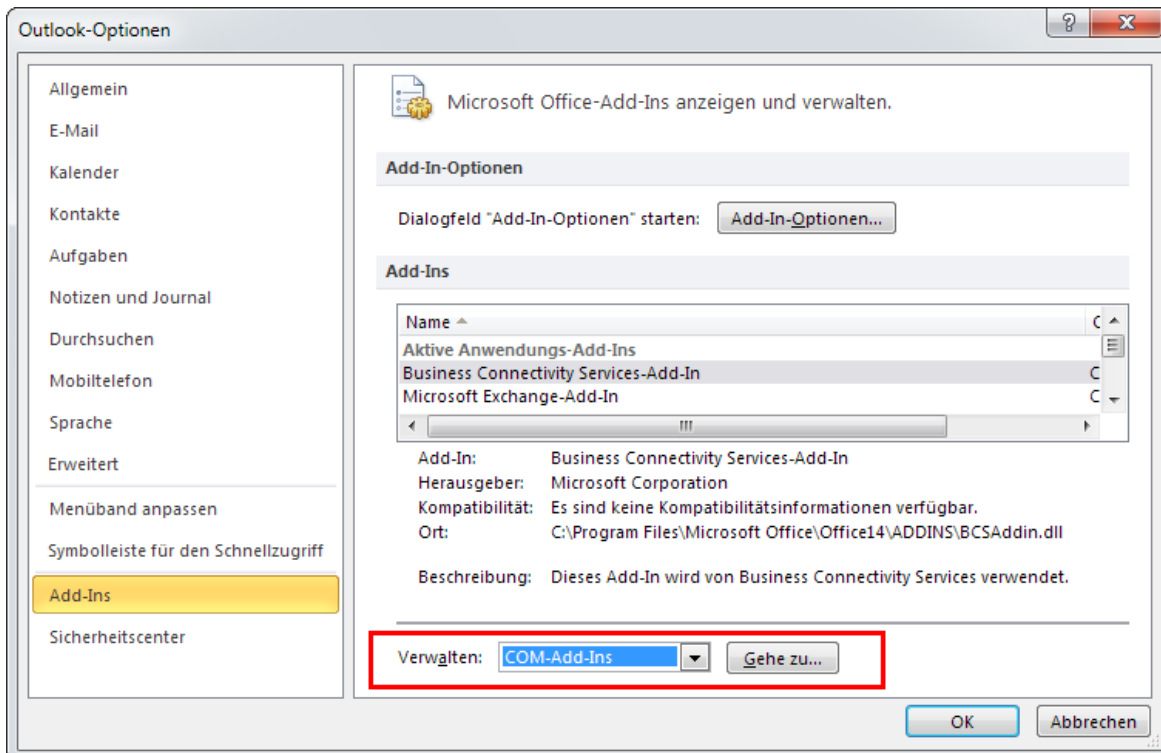 Outlook-Optionen
Allgemein
E-Mail
Kalender
Kontakte
Aufgaben
Notizen und Journal
Durchsuchen
Mobiltelefon
Sprache
Erweitert
Menüband anpassen
Symbolleiste für den Schnellzugriff
Add-Ins
Sicherheitscenter
Microsoft Office-Add-Ins anzeigen und verwalten.
Add-In-Optionen
Dialogfeld "Add-In-Optionen" starten: Add-In-Optionen...
Add-Ins
Name
Aktive Anwendungs-Add-Ins
Business Connectivity Services-Add-In C
Microsoft Exchange-Add-In C
Add-In: Business Connectivity Services-Add-In
Herausgeber: Microsoft Corporation
Kompatibilität: Es sind keine Kompatibilitätsinformationen verfügbar.
Ort: C:\Program Files\Microsoft Office\Office14\ADDINS\BCSAddin.dll
Beschreibung: Dieses Add-In wird von Business Connectivity Services verwendet.
Verwalten: COM-Add-Ins Gehe zu...
OK Abbrechen